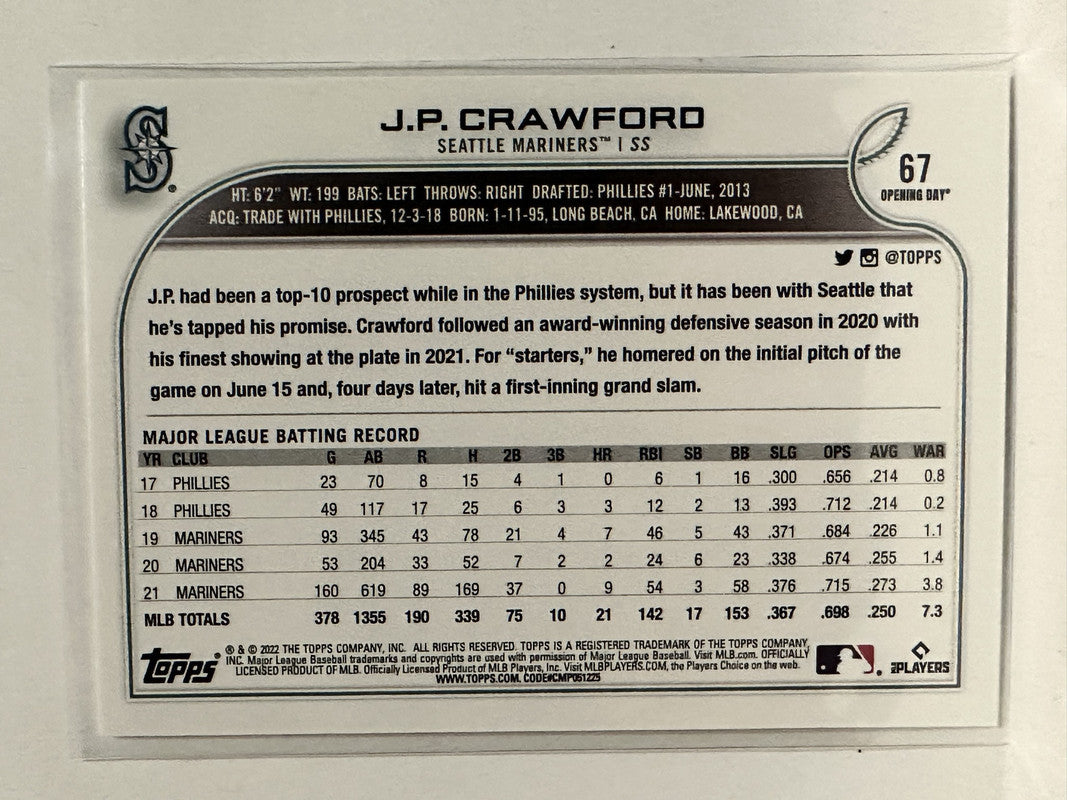 J.P. CRAWFORD
SEATTLE MARINERS™ | SS
67
OPENING DAY®
HT: 6'2" WT: 199 BATS: LEFT THROWS: RIGHT DRAFTED: PHILLIES #1-JUNE, 2013
ACQ: TRADE WITH PHILLIES, 12-3-18 BORN: 1-11-95, LONG BEACH, CA HOME: LAKEWOOD, CA
@TOPPS
J.P. had been a top-10 prospect while in the Phillies system, but it has been with Seattle that
he's tapped his promise. Crawford followed an award-winning defensive season in 2020 with
his finest showing at the plate in 2021. For “starters,” he homered on the initial pitch of the
game on June 15 and, four days later, hit a first-inning grand slam.
MAJOR LEAGUE BATTING RECORD
YR CLUB G AB R H 2B 3B HR RBI SB BB SLG OPS AVG WAR
17 PHILLIES 23 70 8 15 4 1 0 6 1 16 .300 .656 .214 0.8
18 PHILLIES 49 117 17 25 6 3 3 12 2 13 .393 .712 .214 0.2
19 MARINERS 93 345 43 78 21 4 7 46 5 43 .371 .684 .226 1.1
20 MARINERS 53 204 33 52 7 2 2 24 6 23 .338 .674 .255 1.4
21 MARINERS 160 619 89 169 37 0 9 54 3 58 .376 .715 .273 3.8
MLB TOTALS 378 1355 190 339 75 10 21 142 17 153 .367 .698 .250 7.3
TOPPS®
® & © 2022 THE TOPPS COMPANY, INC. ALL RIGHTS RESERVED. TOPPS IS A REGISTERED TRADEMARK OF THE TOPPS COMPANY,
INC. Major League Baseball trademarks and copyrights are used with permission of Major League Baseball. Visit MLB.com. OFFICIALLY
LICENSED PRODUCT OF MLB. Officially Licensed Product of MLB Players, Inc. Visit MLBPLAYERS.COM, the Players Choice on the web.
WWW.TOPPS.COM. CODE#CMP051225
PLAYERS